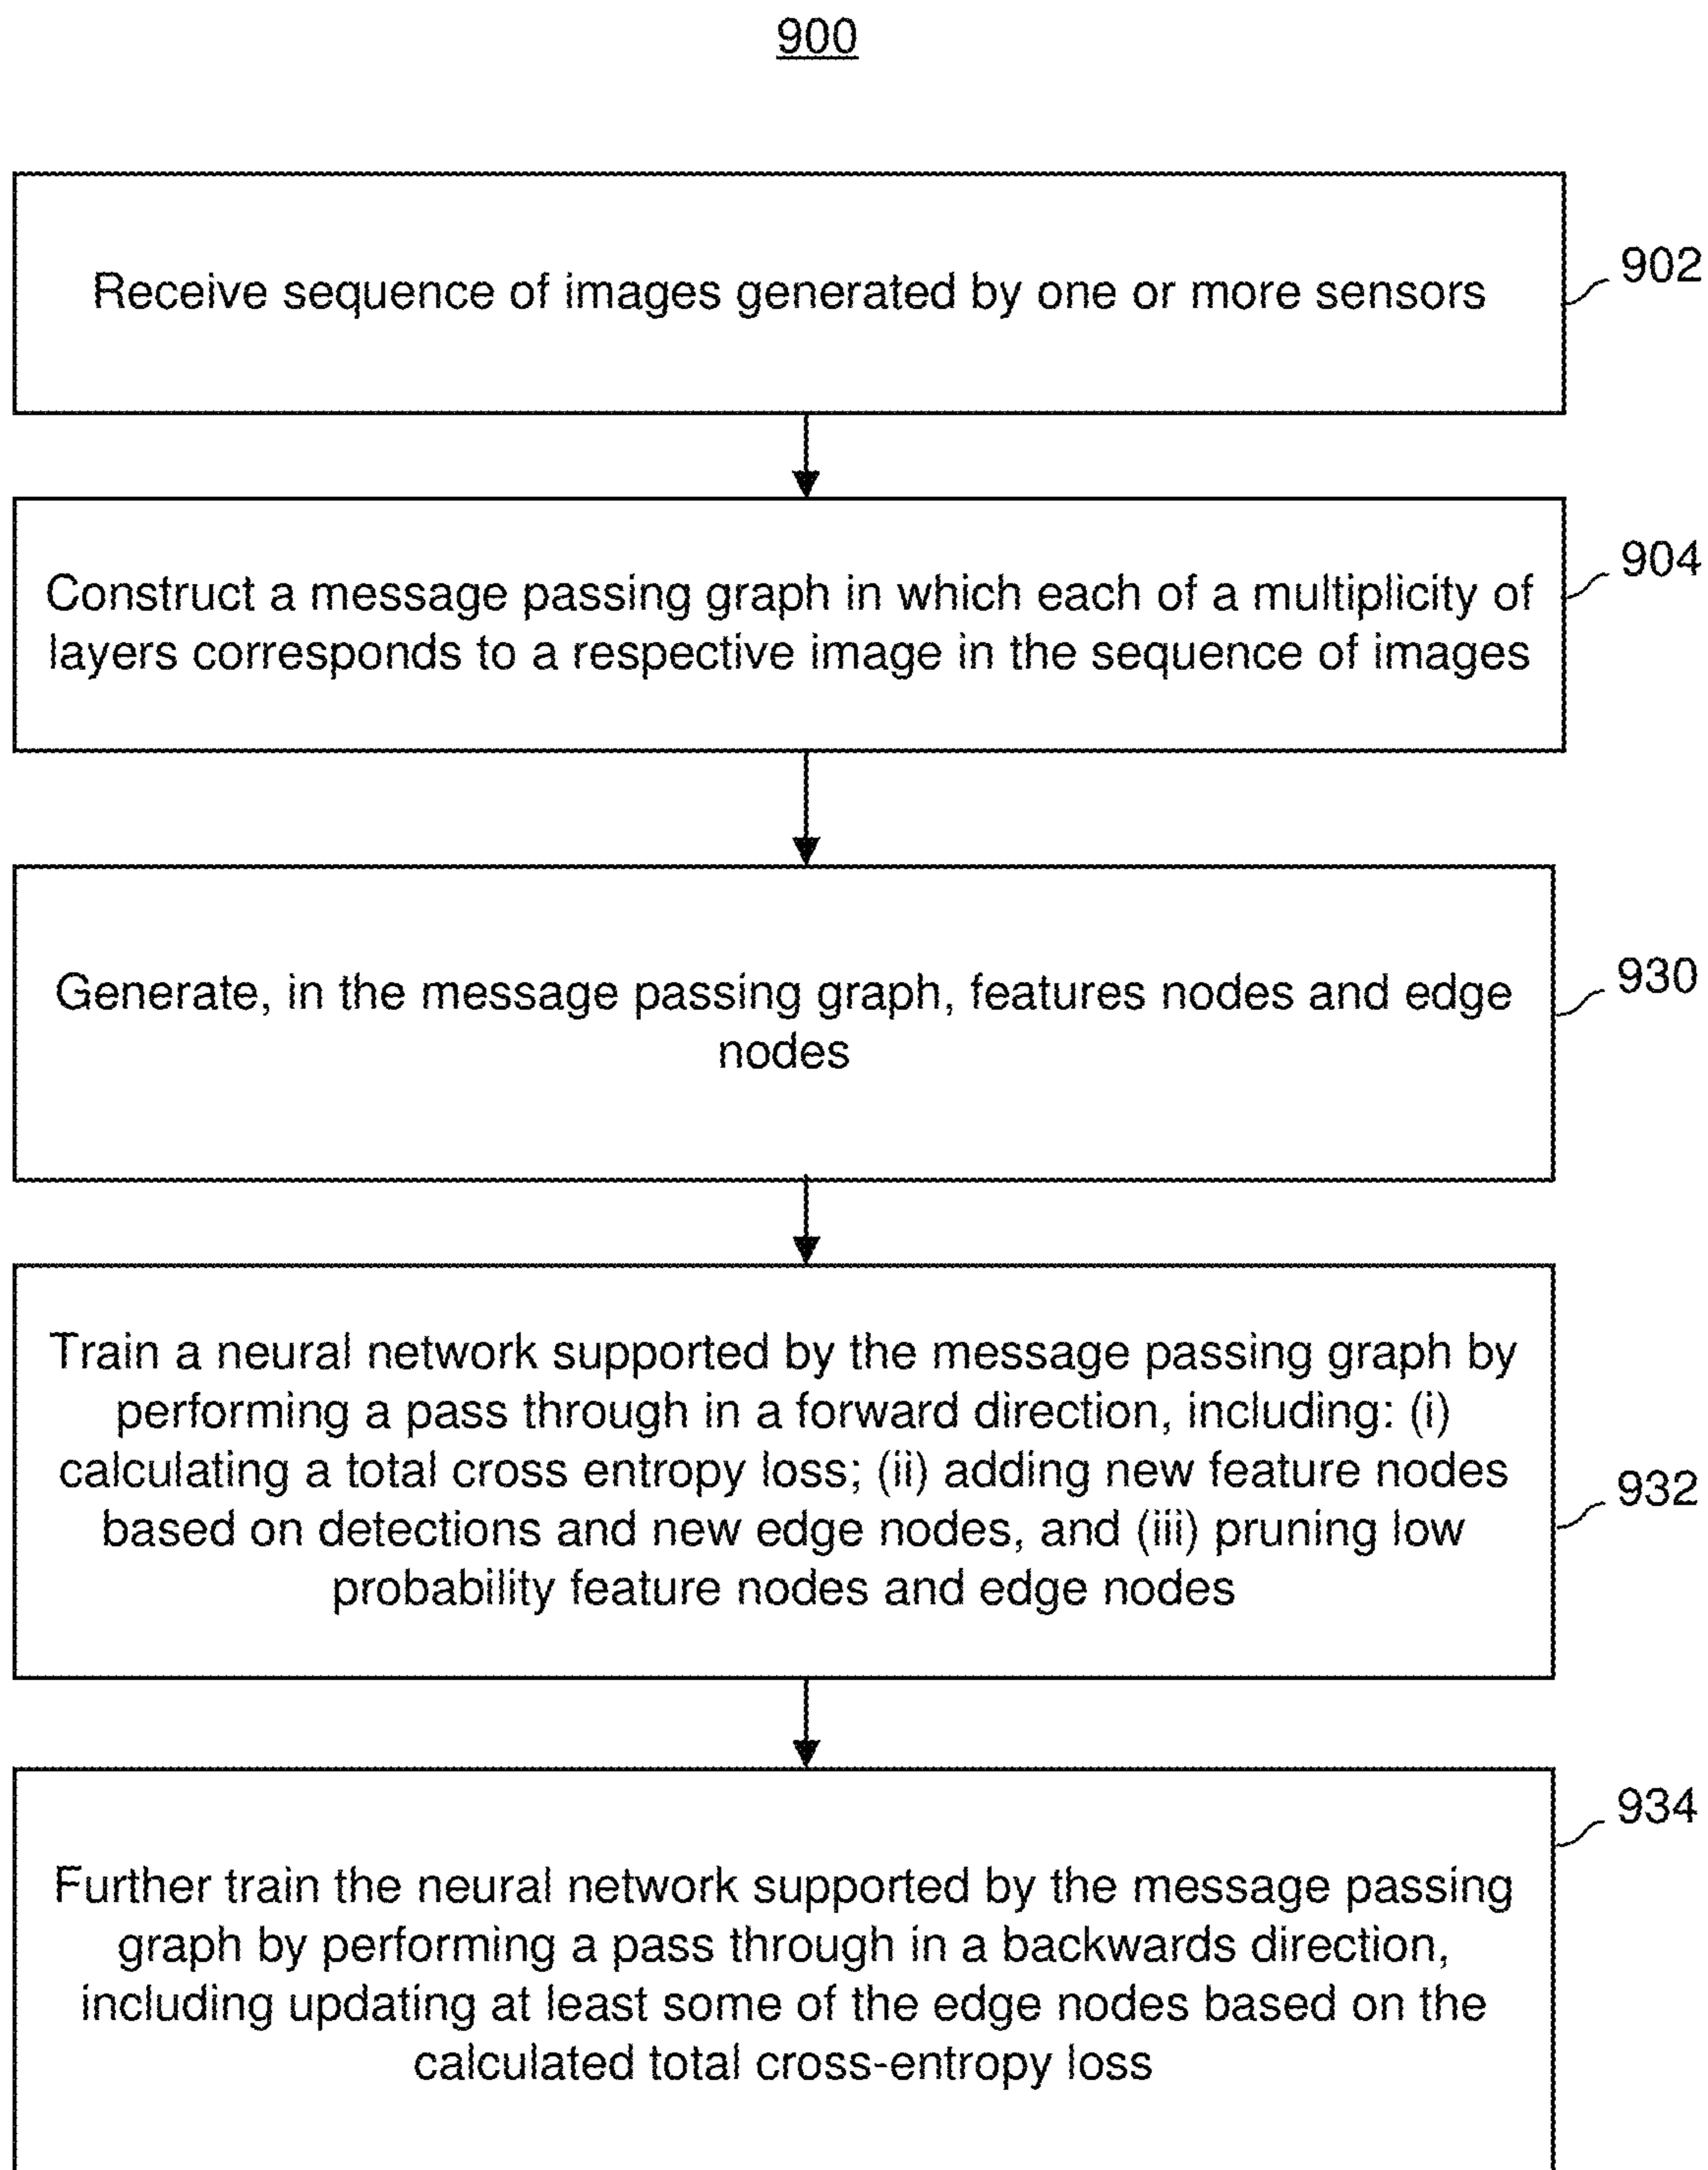 900
Receive sequence of images generated by one or more sensors
902
Construct a message passing graph in which each of a multiplicity of
layers corresponds to a respective image in the sequence of images
904
Generate, in the message passing graph, features nodes and edge
nodes
930
Train a neural network supported by the message passing graph by
performing a pass through in a forward direction, including: (i)
calculating a total cross entropy loss; (ii) adding new feature nodes
based on detections and new edge nodes, and (iii) pruning low
probability feature nodes and edge nodes
932
Further train the neural network supported by the message passing
graph by performing a pass through in a backwards direction,
including updating at least some of the edge nodes based on the
calculated total cross-entropy loss
934